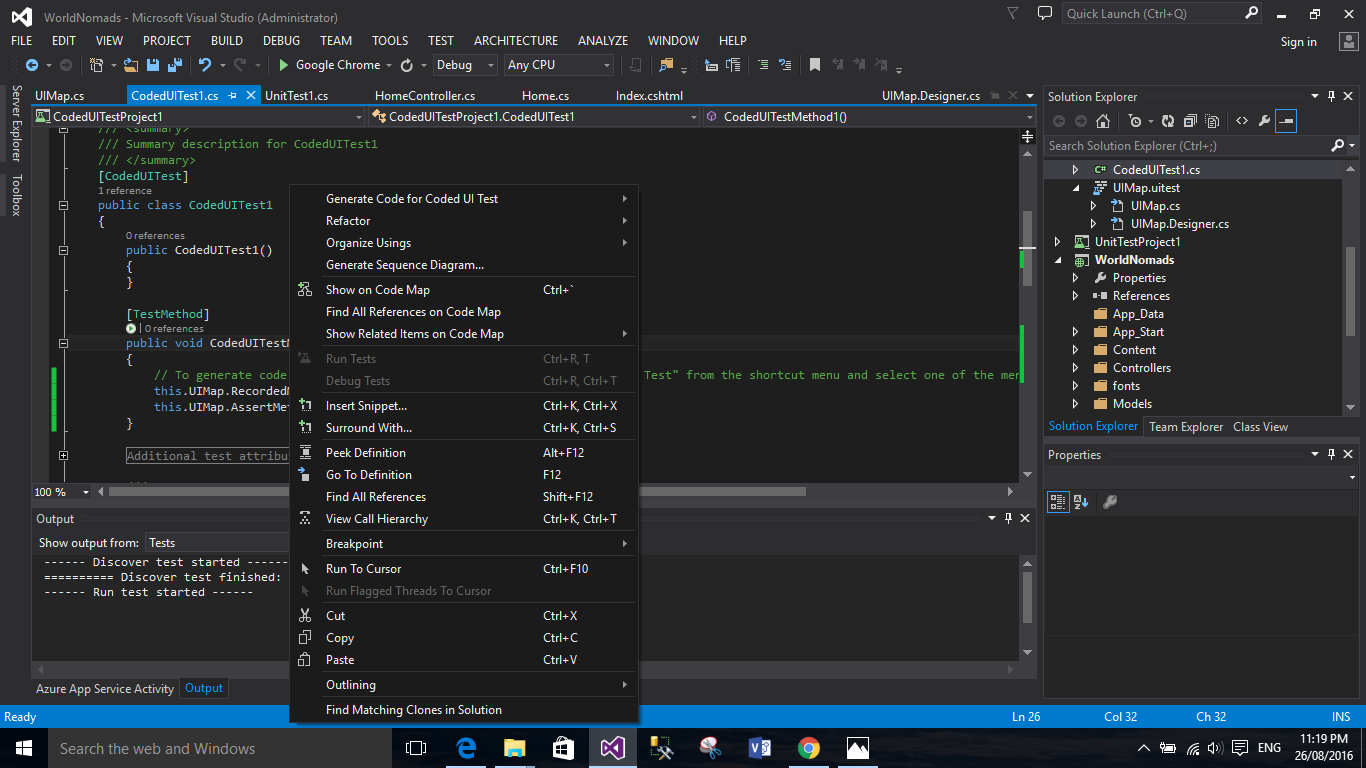 WorldNomads - Microsoft Visual Studio (Administrator)
Quick Launch (Ctrl+Q)
FILE EDIT VIEW PROJECT BUILD DEBUG TEAM TOOLS TEST ARCHITECTURE ANALYZE WINDOW HELP
Sign in
Google Chrome Debug Any CPU
Server Explorer
Toolbox
UIMap.cs CodedUITest1.cs UnitTest1.cs HomeController.cs Home.cs Index.cshtml UIMap.Designer.cs
CodedUITestProject1 CodedUITestProject1.CodedUITest1 CodedUITestMethod1()
/// <summary>
/// Summary description for CodedUITest1
/// </summary>
[CodedUITest]
1 reference
public class CodedUITest1
{
0 references
public CodedUITest1()
{
}
[TestMethod]
| 0 references
public void CodedUITest
{
// To generate code Test" from the shortcut menu and select one of the men
this.UIMap.Recorded
this.UIMap.AssertMet
}
Additional test attribut
100 %
Generate Code for Coded UI Test
Refactor
Organize Usings
Generate Sequence Diagram...
Show on Code Map Ctrl+`
Find All References on Code Map
Show Related Items on Code Map
Run Tests Ctrl+R, T
Debug Tests Ctrl+R, Ctrl+T
Insert Snippet... Ctrl+K, Ctrl+X
Surround With... Ctrl+K, Ctrl+S
Peek Definition Alt+F12
Go To Definition F12
Find All References Shift+F12
View Call Hierarchy Ctrl+K, Ctrl+T
Breakpoint
Run To Cursor Ctrl+F10
Run Flagged Threads To Cursor
Cut Ctrl+X
Copy Ctrl+C
Paste Ctrl+V
Outlining
Find Matching Clones in Solution
Output
Show output from: Tests
------ Discover test started ------
========== Discover test finished:
------ Run test started ------
Azure App Service Activity Output
Solution Explorer
Search Solution Explorer (Ctrl+;)
C# CodedUITest1.cs
UIMap.uitest
UIMap.cs
UIMap.Designer.cs
UnitTestProject1
WorldNomads
Properties
References
App_Data
App_Start
Content
Controllers
fonts
Models
Solution Explorer Team Explorer Class View
Properties
Ready Ln 26 Col 32 Ch 32 INS
Search the web and Windows
ENG
11:19 PM
26/08/2016